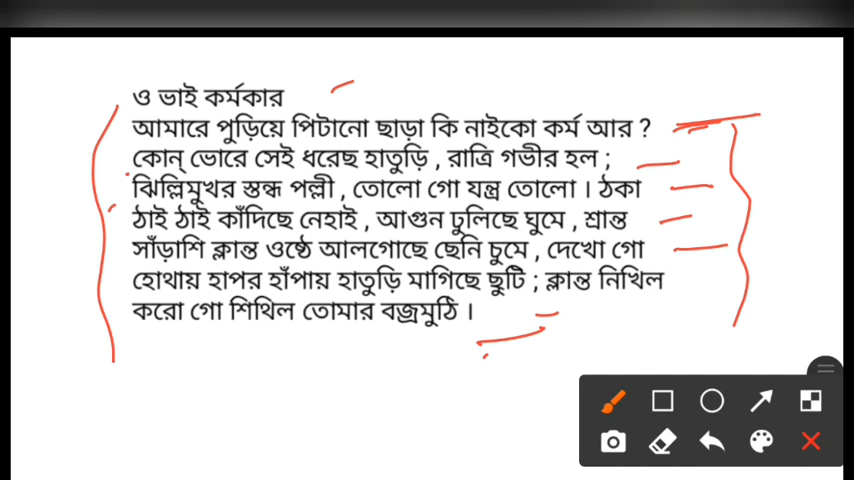 ও ভাই কর্মকার
আমারে পুড়িয়ে পিটানো ছাড়া কি নাইকো কর্ম আর ?
কোন্ ভোরে সেই ধরেছ হাতুড়ি , রাত্রি গভীর হল ;
ঝিল্লিমুখর স্তব্ধ পল্লী , তোলো গো যন্ত্র তোলো । ঠকা
ঠাই ঠাই কাঁদিছে নেহাই , আগুন ঢুলিছে ঘুমে , শ্রান্ত
সাঁড়াশি ক্লান্ত ওষ্ঠে আলগোছে ছেনি চুমে , দেখো গো
হোথায় হাপর হাঁপায় হাতুড়ি মাগিছে ছুটি ; ক্লান্ত নিখিল
করো গো শিথিল তোমার বজ্রমুঠি ।